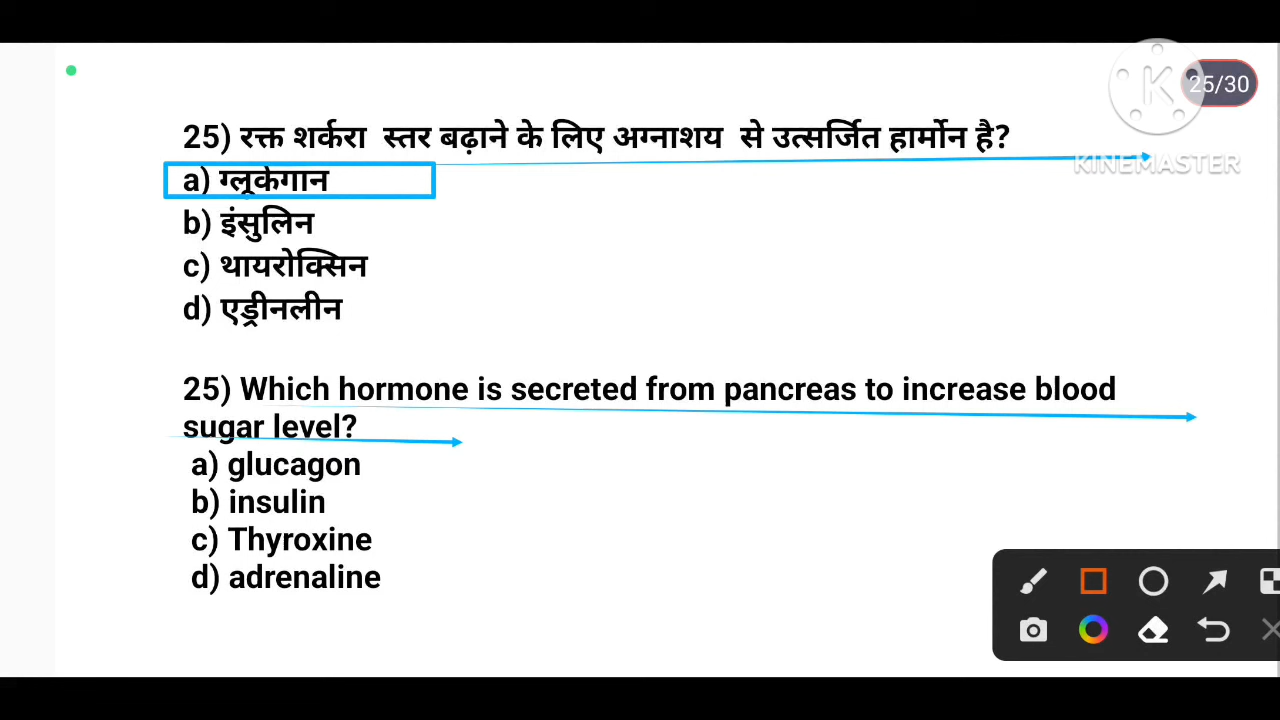 25/30
KINEMASTER
25) रक्त शर्करा स्तर बढ़ाने के लिए अग्नाशय से उत्सर्जित हार्मोन है?
a) ग्लूकेगान
b) इंसुलिन
c) थायरोक्सिन
d) एड्रीनलीन
25) Which hormone is secreted from pancreas to increase blood
sugar level?
a) glucagon
b) insulin
c) Thyroxine
d) adrenaline